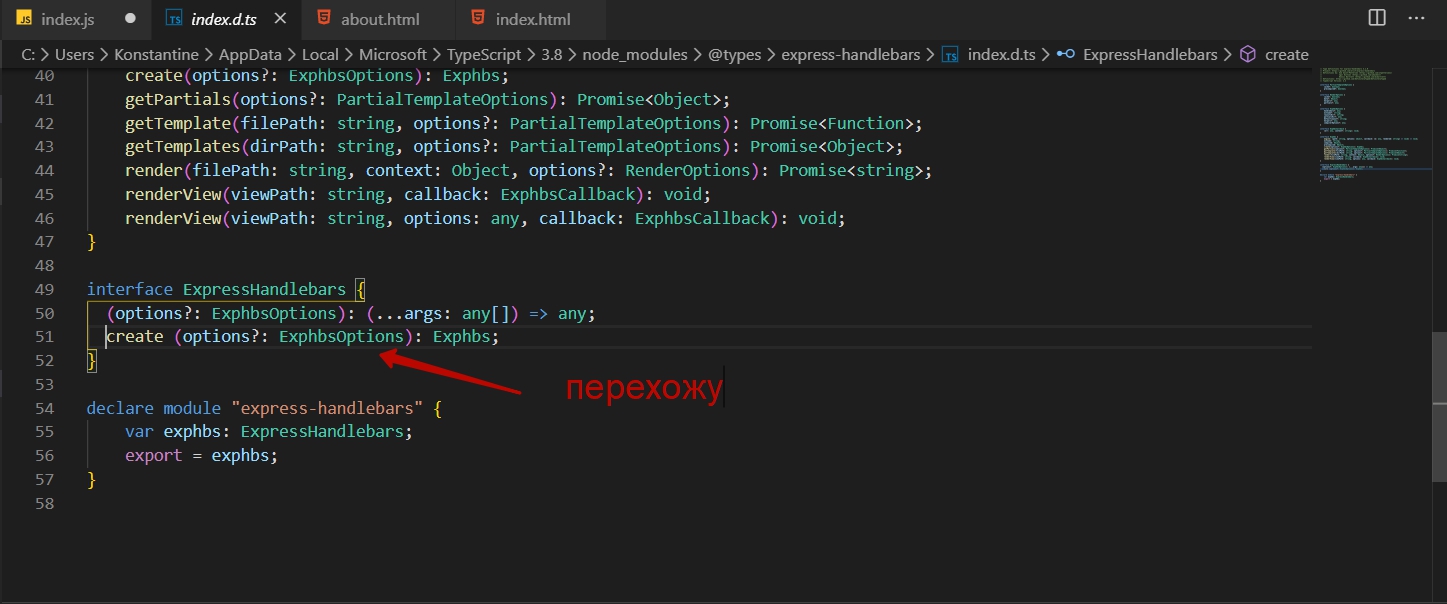 JS index.js
TS index.d.ts
about.html
index.html
C: > Users > Konstantine > AppData > Local > Microsoft > TypeScript > 3.8 > node_modules > @types > express-handlebars > TS index.d.ts > ExpressHandlebars > create
40 create(options?: ExphbsOptions): Exphbs;
41 getPartials(options?: PartialTemplateOptions): Promise<Object>;
42 getTemplate(filePath: string, options?: PartialTemplateOptions): Promise<Function>;
43 getTemplates(dirPath: string, options?: PartialTemplateOptions): Promise<Object>;
44 render(filePath: string, context: Object, options?: RenderOptions): Promise<string>;
45 renderView(viewPath: string, callback: ExphbsCallback): void;
46 renderView(viewPath: string, options: any, callback: ExphbsCallback): void;
47 }
48
49 interface ExpressHandlebars {
50 (options?: ExphbsOptions): (...args: any[]) => any;
51 create (options?: ExphbsOptions): Exphbs;
52 }
перехожу
53
54 declare module "express-handlebars" {
55 var exphbs: ExpressHandlebars;
56 export = exphbs;
57 }
58